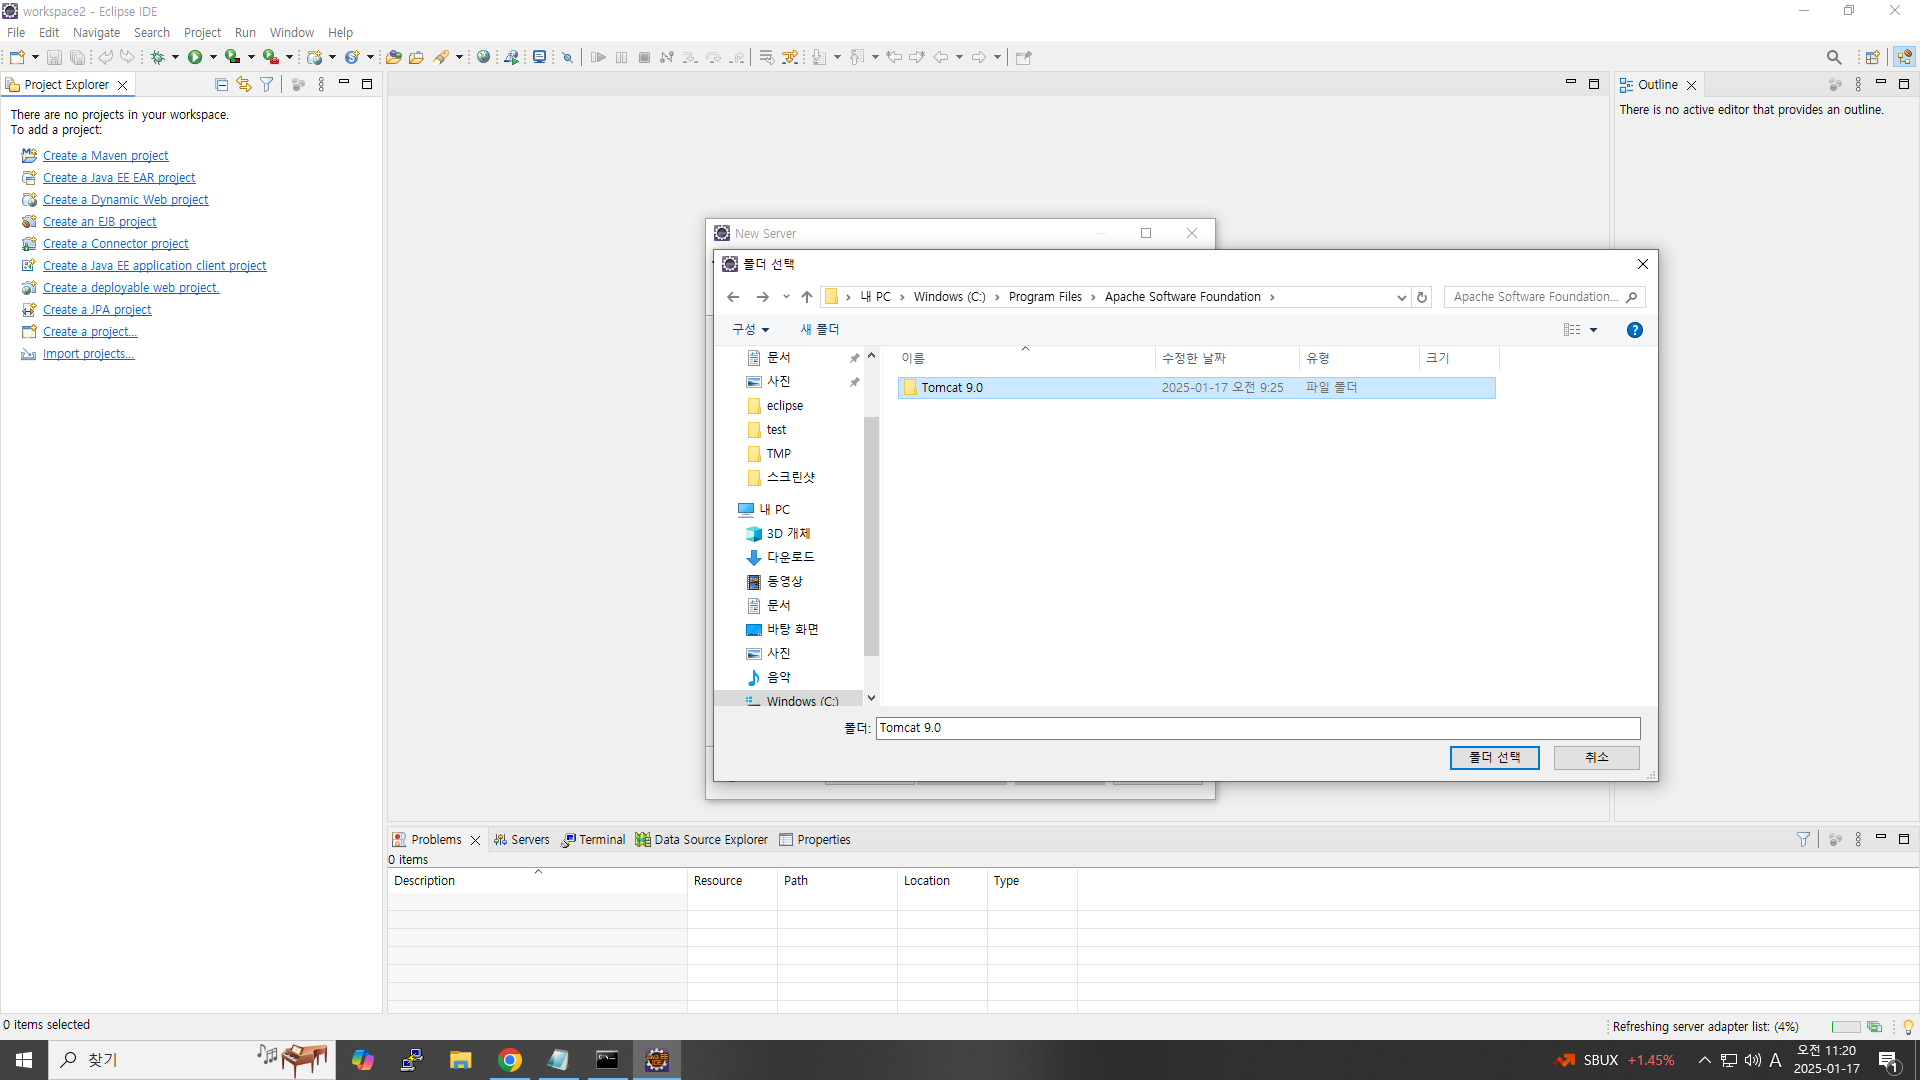 workspace2 - Eclipse IDE
File Edit Navigate Search Project Run Window Help
Project Explorer
There are no projects in your workspace.
To add a project:
Create a Maven project
Create a Java EE EAR project
Create a Dynamic Web project
Create an EJB project
Create a Connector project
Create a Java EE application client project
Create a deployable web project.
Create a JPA project
Create a project...
Import projects...
Outline
There is no active editor that provides an outline.
New Server
폴더 선택
내 PC Windows (C:) Program Files Apache Software Foundation
Apache Software Foundation...
구성 새 폴더
문서
사진
eclipse
test
TMP
스크린샷
내 PC
3D 개체
다운로드
동영상
문서
바탕 화면
사진
음악
Windows (C:)
이름 수정한 날짜 유형 크기
Tomcat 9.0 2025-01-17 오전 9:25 파일 폴더
폴더: Tomcat 9.0
폴더 선택 취소
Problems Servers Terminal Data Source Explorer Properties
0 items
Description Resource Path Location Type
0 items selected
Refreshing server adapter list: (4%)
찾기
Java EE IDE
SBUX +1.45%
A
오전 11:20
2025-01-17
1